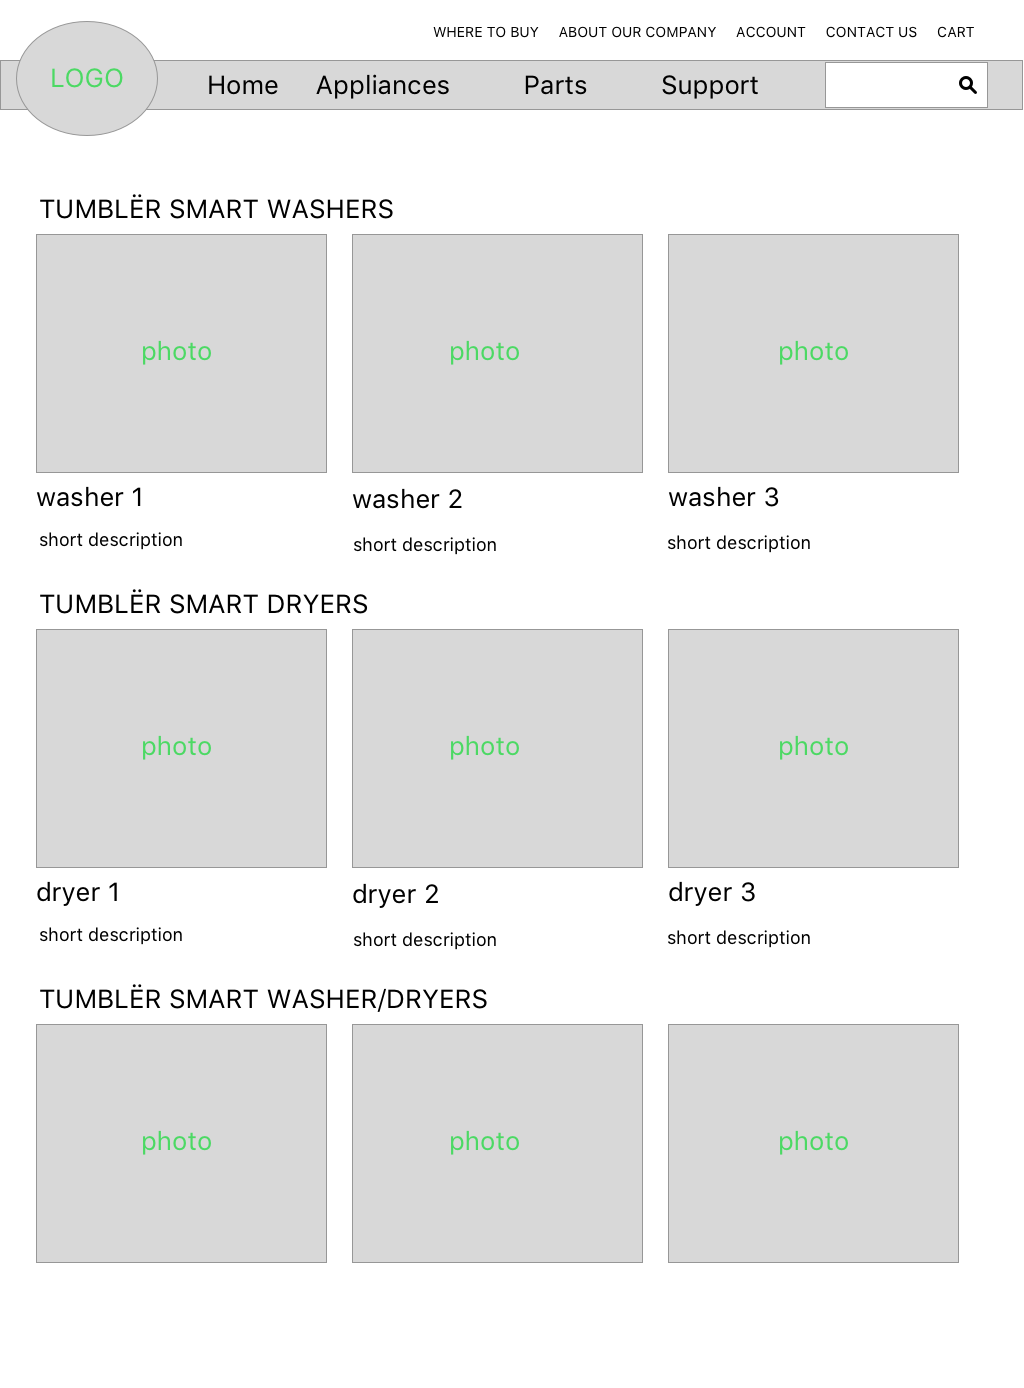 WHERE TO BUY ABOUT OUR COMPANY ACCOUNT CONTACT US CART
LOGO
Home Appliances Parts Support
TUMBLËR SMART WASHERS
photo photo photo
washer 1 washer 2 washer 3
short description short description short description
TUMBLËR SMART DRYERS
photo photo photo
dryer 1 dryer 2 dryer 3
short description short description short description
TUMBLËR SMART WASHER/DRYERS
photo photo photo